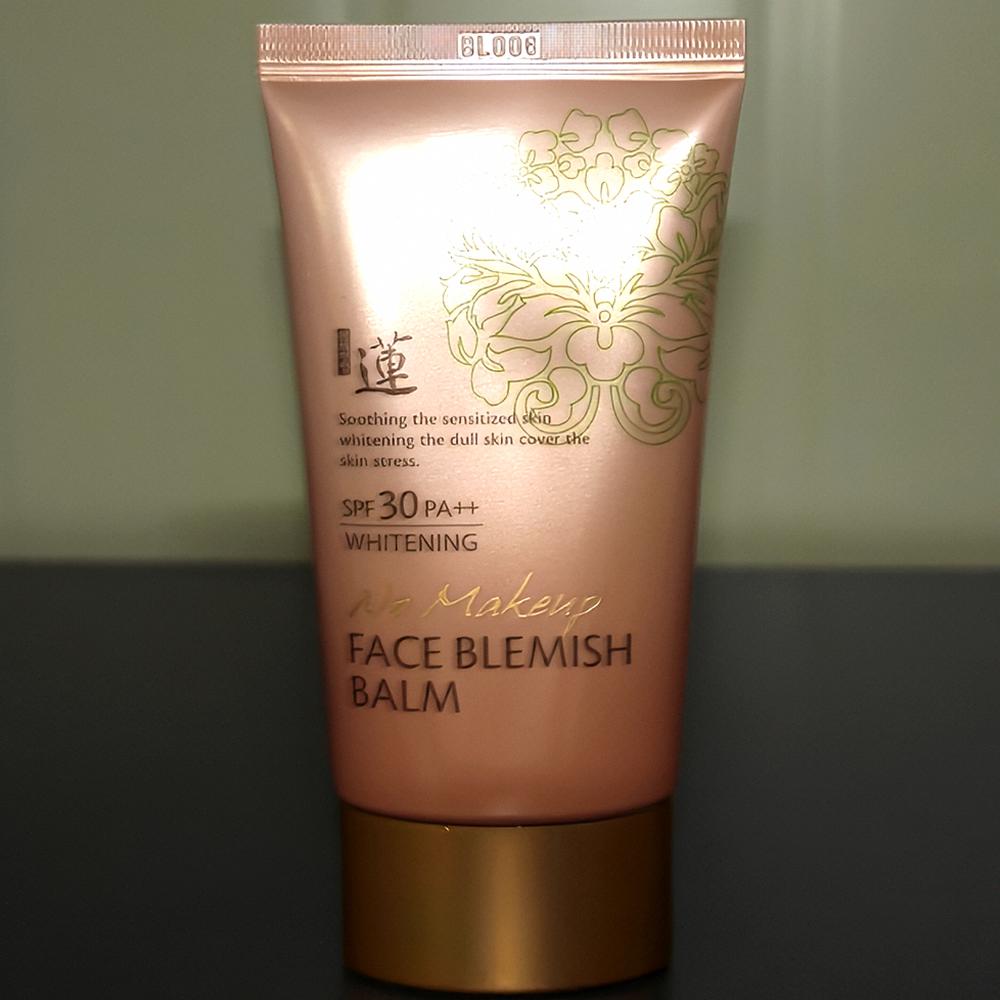 BL008
蓮
Soothing the sensitized skin
whitening the dull skin cover the
skin stress.
SPF 30 PA++
WHITENING
No Makeup
FACE BLEMISH
BALM